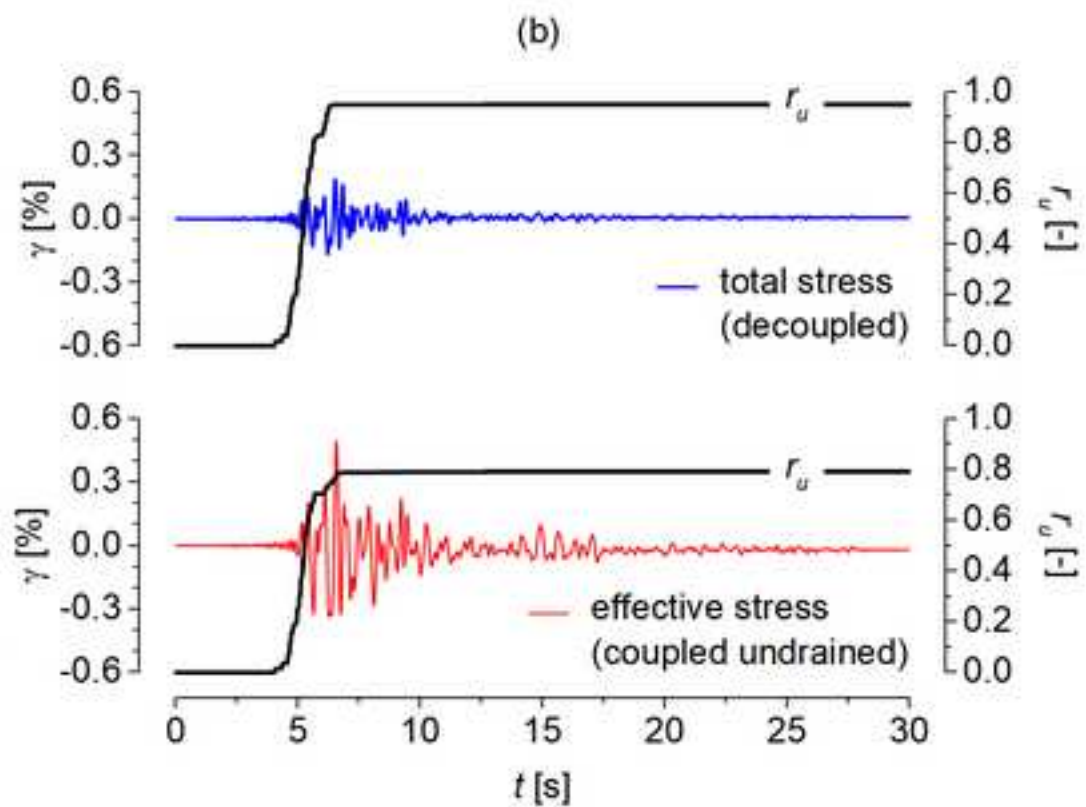 (b)
0.6
0.3
0.0
-0.3
-0.6
γ [%]
r_u
1.0
0.8
0.6
0.4
0.2
0.0
r_u [-]
total stress
(decoupled)
0.6
0.3
0.0
-0.3
-0.6
γ [%]
r_u
1.0
0.8
0.6
0.4
0.2
0.0
r_u [-]
effective stress
(coupled undrained)
0 5 10 15 20 25 30
t [s]